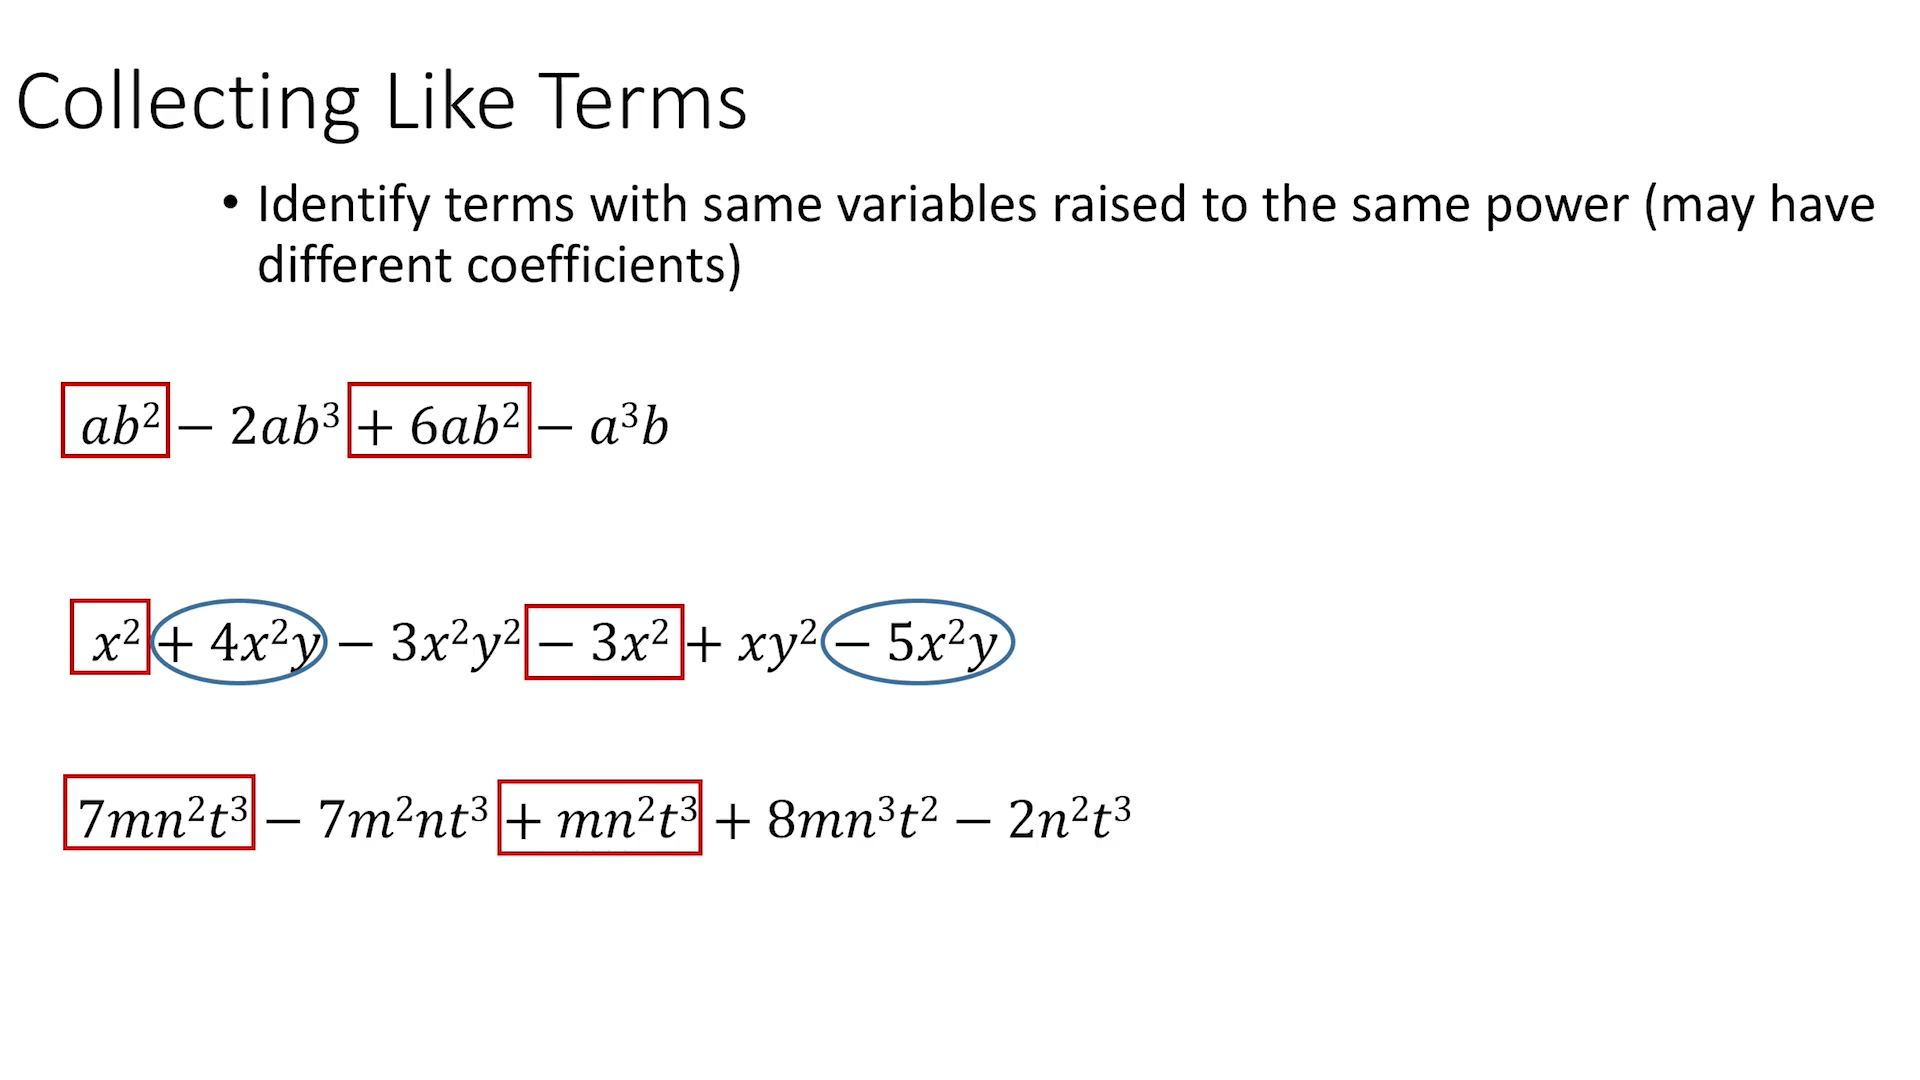 Collecting Like Terms
• Identify terms with same variables raised to the same power (may have
different coefficients)
ab² − 2ab³ + 6ab² − a³b
x² + 4x²y − 3x²y² − 3x² + xy² − 5x²y
7mn²t³ − 7m²nt³ + mn²t³ + 8mn³t² − 2n²t³